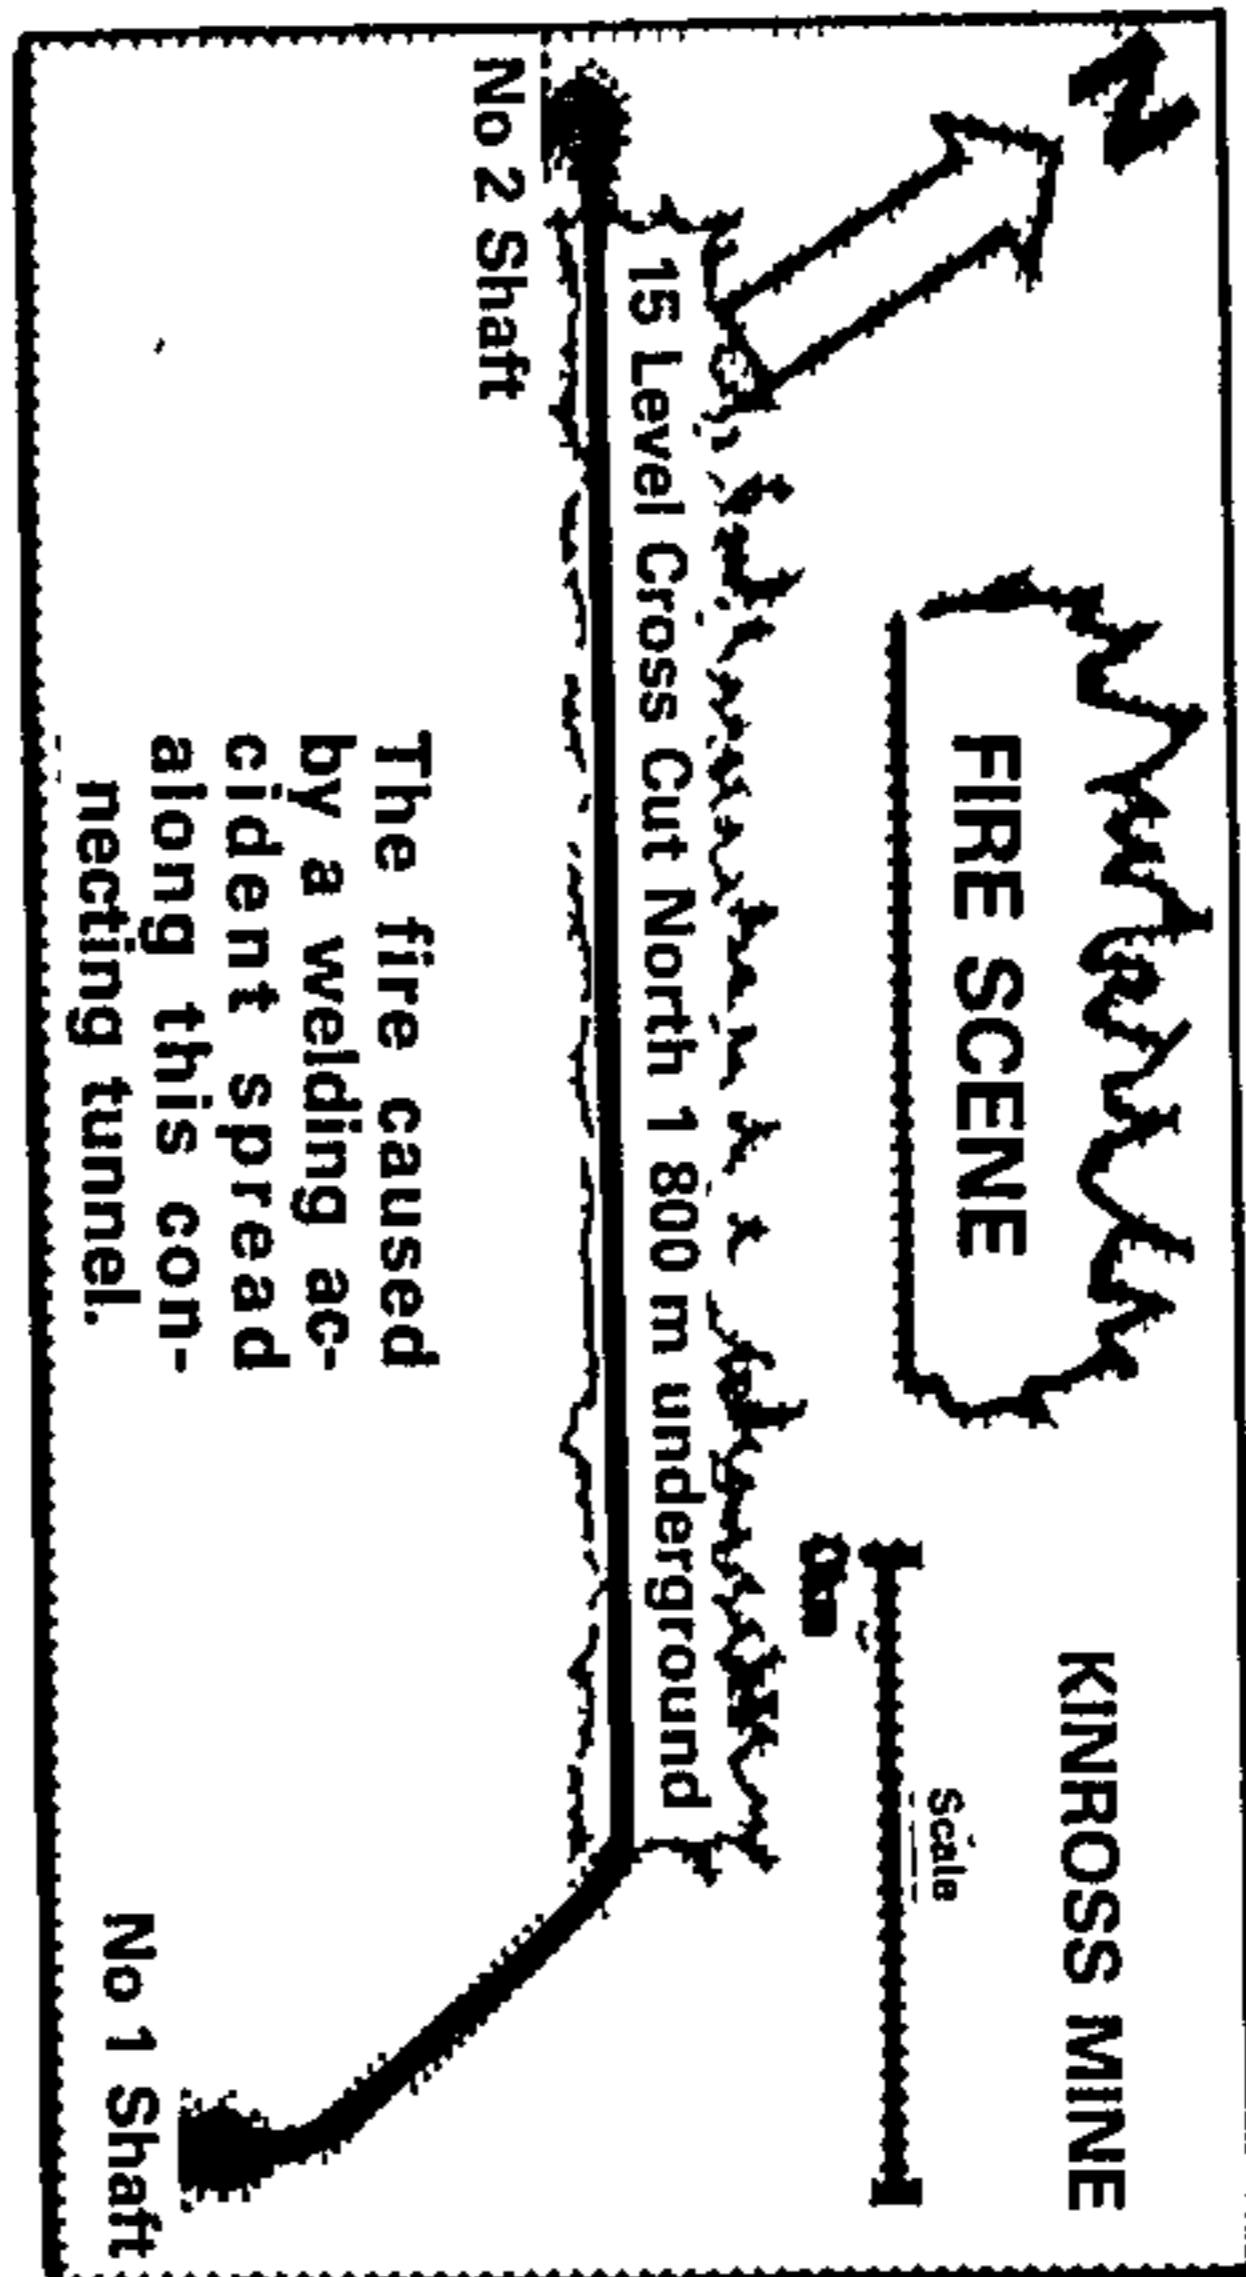 KINROSS MINE
Scale
FIRE SCENE
N
15 Level Cross Cut North 1 800 m underground
No 2 Shaft
The fire caused
by a welding ac-
cident spread
along this con-
necting tunnel.
No 1 Shaft